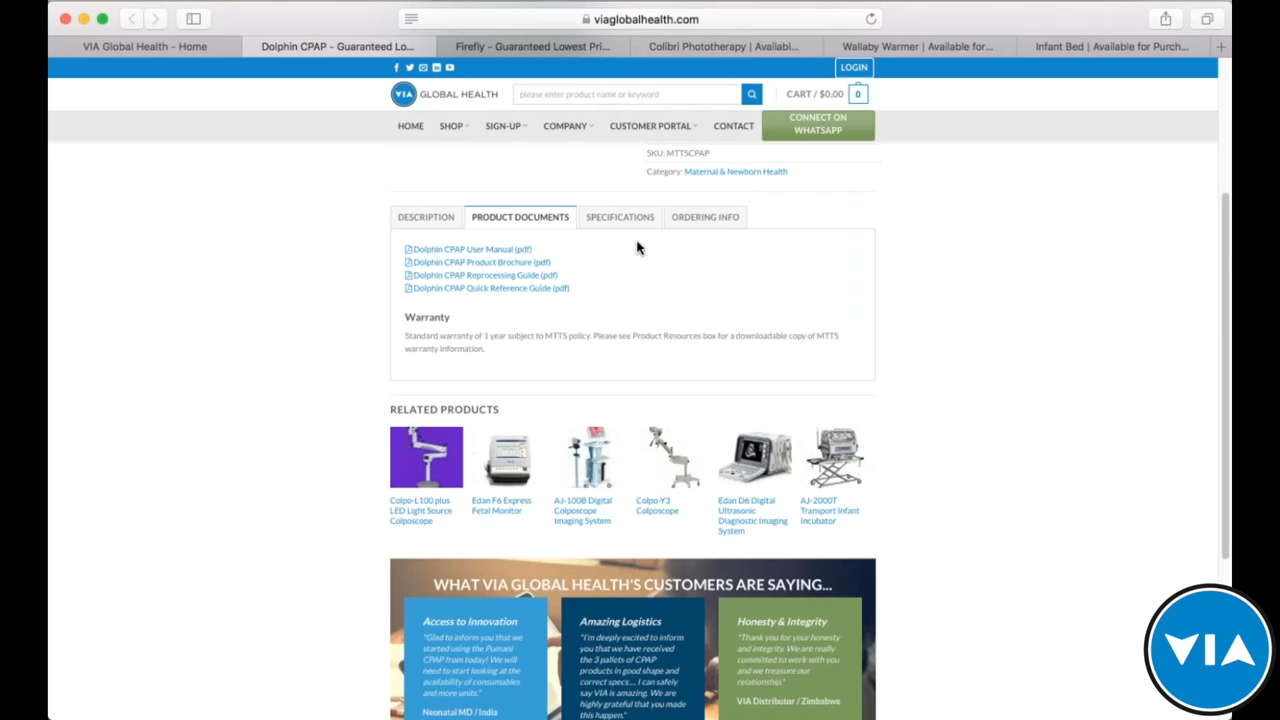 viaglobalhealth.com
VIA Global Health - Home
Dolphin CPAP - Guaranteed Lo...
Firefly - Guaranteed Lowest Pri...
Colibri Phototherapy | Availabl...
Wallaby Warmer | Available for...
Infant Bed | Available for Purch...
LOGIN
VIA GLOBAL HEALTH
please enter product name or keyword
CART / $0.00 0
HOME SHOP SIGN-UP COMPANY CUSTOMER PORTAL CONTACT
CONNECT ON
WHATSAPP
SKU: MTTSCPAP
Category: Maternal & Newborn Health
DESCRIPTION PRODUCT DOCUMENTS SPECIFICATIONS ORDERING INFO
Dolphin CPAP User Manual (pdf)
Dolphin CPAP Product Brochure (pdf)
Dolphin CPAP Reprocessing Guide (pdf)
Dolphin CPAP Quick Reference Guide (pdf)
Warranty
Standard warranty of 1 year subject to MTTS policy. Please see Product Resources box for a downloadable copy of MTTS
warranty information.
RELATED PRODUCTS
Colpo-L100 plus
LED Light Source
Colposcope
Edan F6 Express
Fetal Monitor
AJ-100B Digital
Colposcope
Imaging System
Colpo-Y3
Colposcope
Edan D6 Digital
Ultrasonic
Diagnostic Imaging
System
AJ-2000T
Transport Infant
Incubator
WHAT VIA GLOBAL HEALTH'S CUSTOMERS ARE SAYING...
Access to Innovation
"Glad to inform you that we
started using the Pumani
CPAP from today! We will
need to start looking at the
availability of consumables
and more units."
Neonatal MD / India
Amazing Logistics
"I'm deeply excited to inform
you that we have received
the 3 pallets of CPAP
products in good shape and
correct specs.... I can safely
say VIA is amazing. We are
highly grateful that you made
this happen."
Honesty & Integrity
"Thank you for your honesty
and integrity. We are really
committed to work with you
and we treasure our
relationship."
VIA Distributor / Zimbabwe
VIA